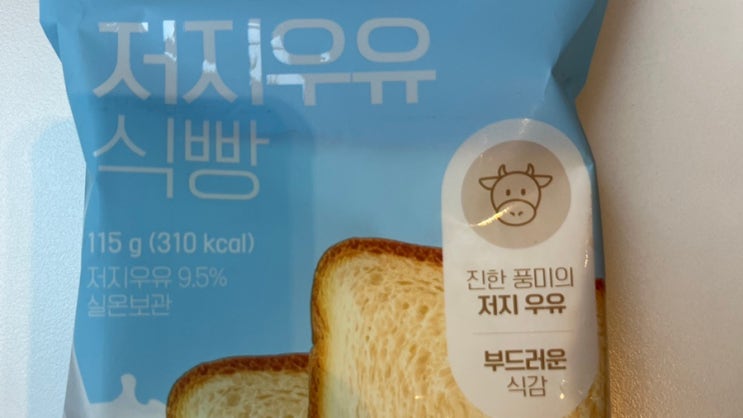 저지우유
식빵
115 g (310 kcal)
저지우유 9.5%
실온보관
진한 풍미의
저지 우유
부드러운
식감